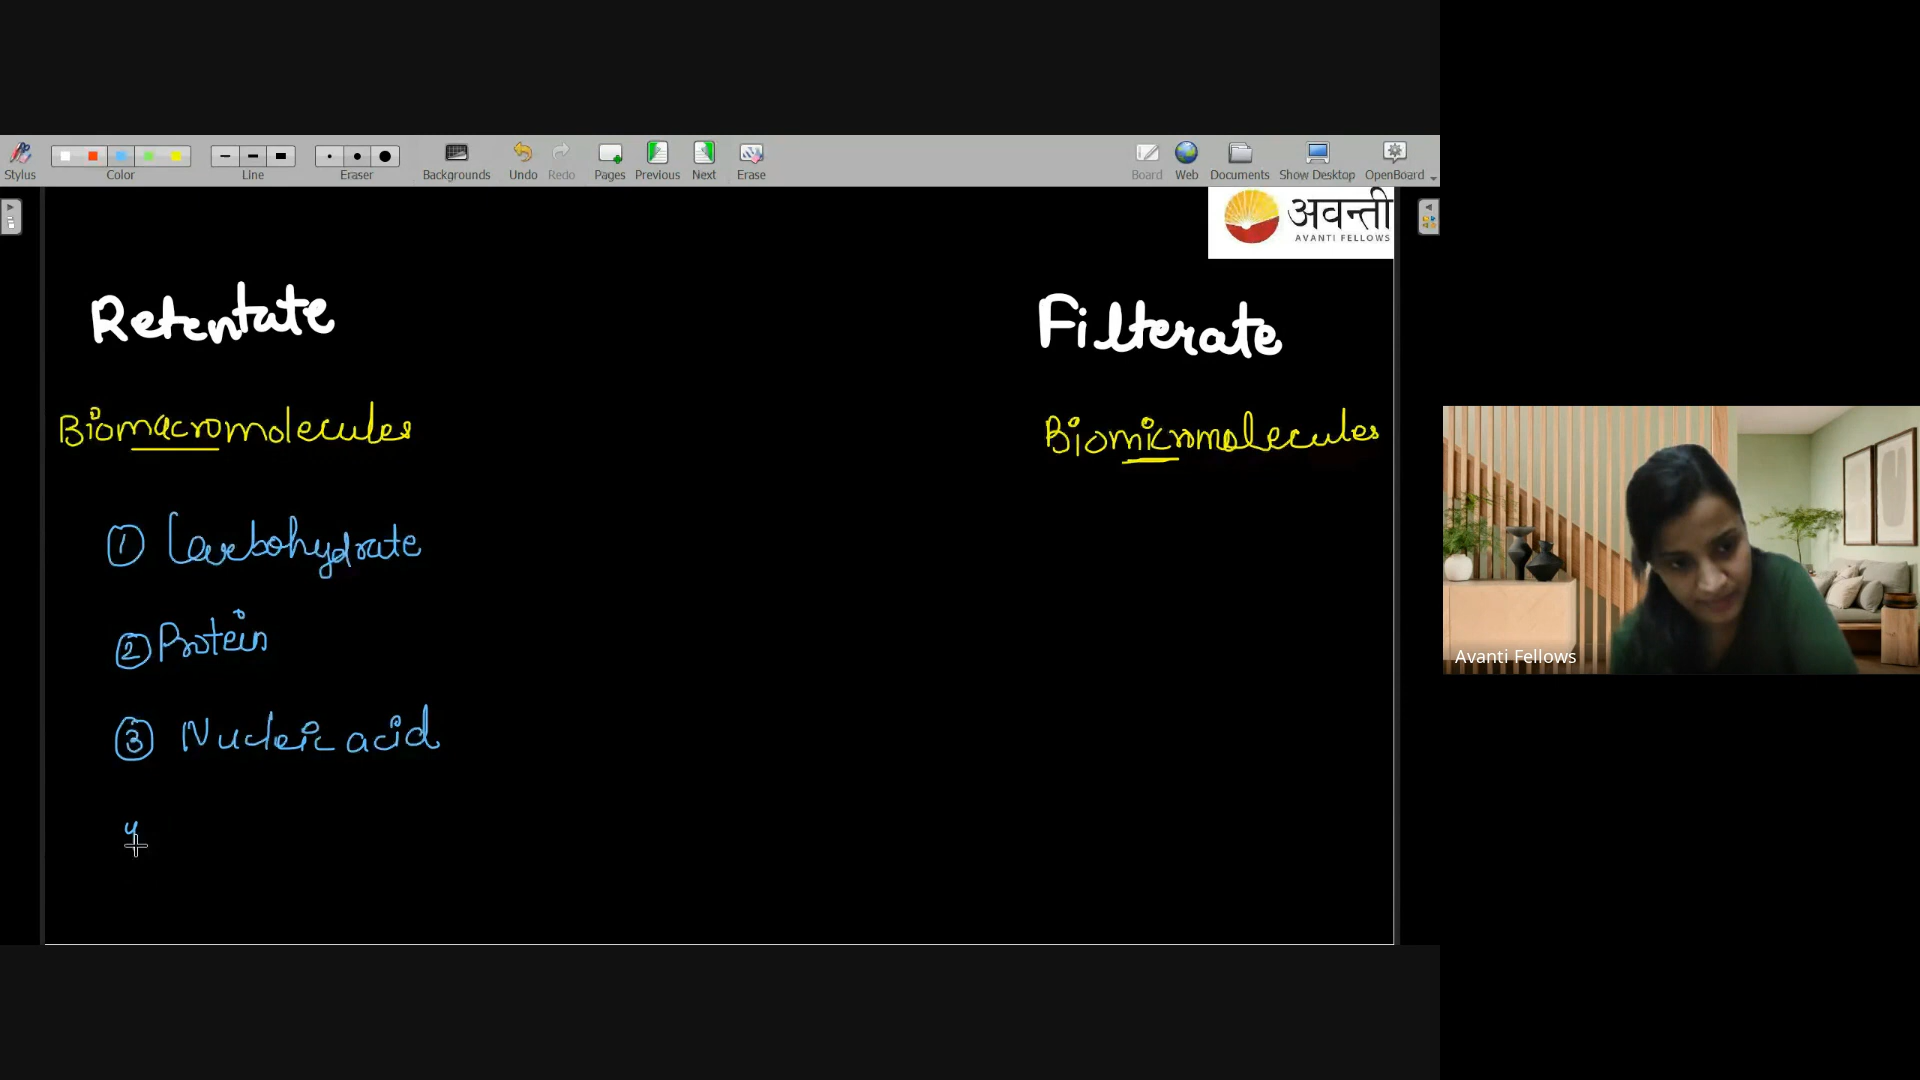 Stylus Color Line Eraser Backgrounds Undo Redo Pages Previous Next Erase Board Web Documents Show Desktop OpenBoard
अवन्ती
AVANTI FELLOWS
Retentate Filterate
Biomacromolecules Biomicromolecules
① Carbohydrate
② Protein
③ Nucleic acid
4
Avanti Fellows